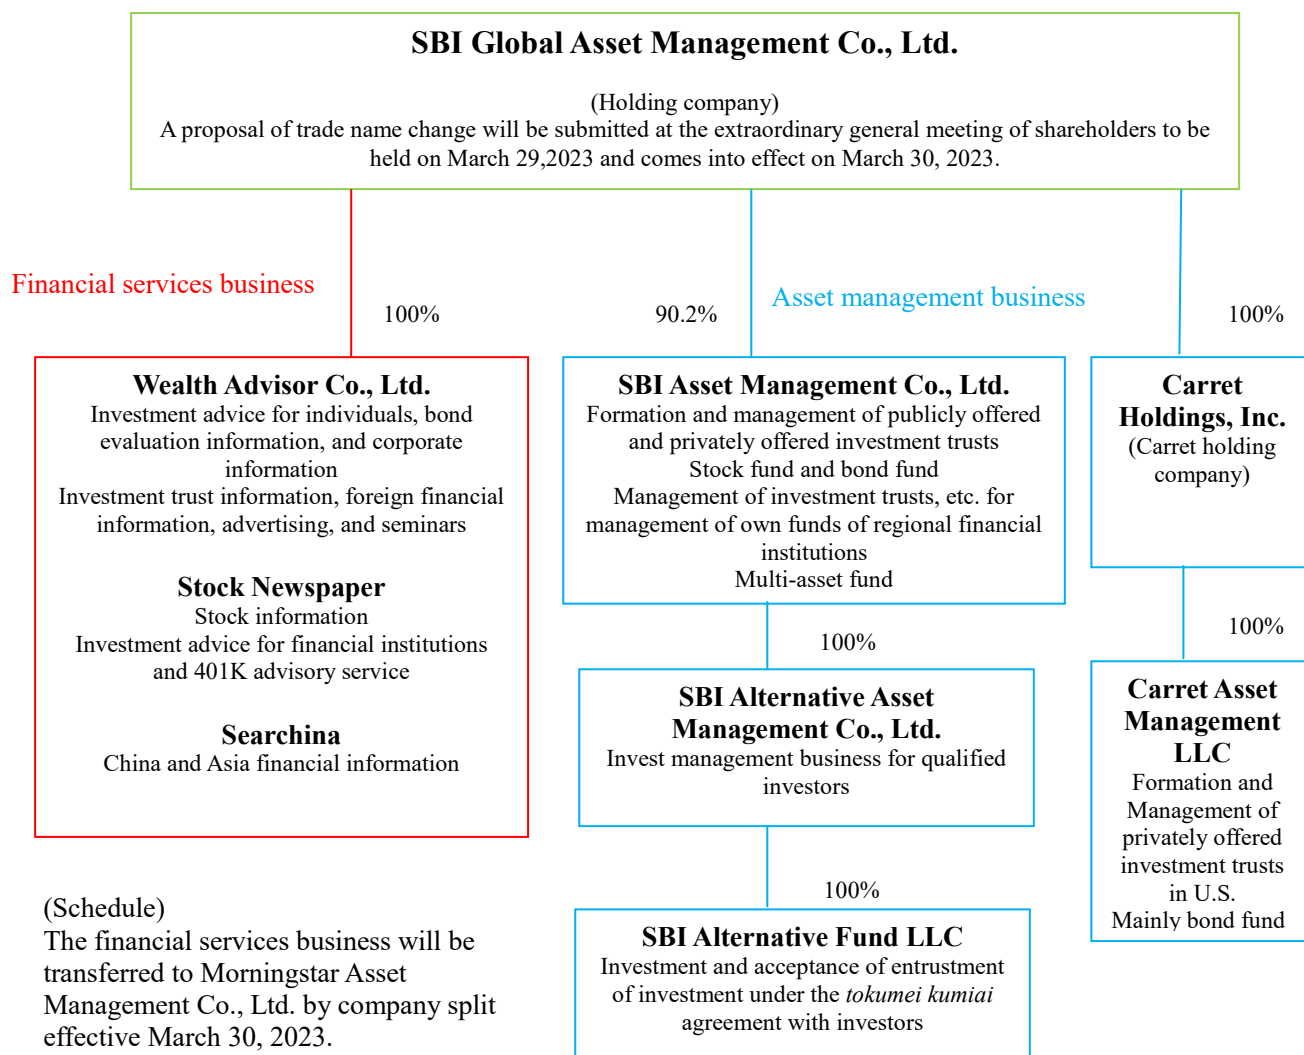 SBI Global Asset Management Co., Ltd.
(Holding company)
A proposal of trade name change will be submitted at the extraordinary general meeting of shareholders to be
held on March 29,2023 and comes into effect on March 30, 2023.
Financial services business
100%
90.2%
Asset management business
100%
Wealth Advisor Co., Ltd.
Investment advice for individuals, bond
evaluation information, and corporate
information
Investment trust information, foreign financial
information, advertising, and seminars
Stock Newspaper
Stock information
Investment advice for financial institutions
and 401K advisory service
Searchina
China and Asia financial information
SBI Asset Management Co., Ltd.
Formation and management of publicly offered
and privately offered investment trusts
Stock fund and bond fund
Management of investment trusts, etc. for
management of own funds of regional financial
institutions
Multi-asset fund
100%
SBI Alternative Asset
Management Co., Ltd.
Invest management business for qualified
investors
100%
SBI Alternative Fund LLC
Investment and acceptance of entrustment
of investment under the tokumei kumiai
agreement with investors
Carret
Holdings, Inc.
(Carret holding
company)
100%
Carret Asset
Management
LLC
Formation and
Management of
privately offered
investment trusts
in U.S.
Mainly bond fund
(Schedule)
The financial services business will be
transferred to Morningstar Asset
Management Co., Ltd. by company split
effective March 30, 2023.